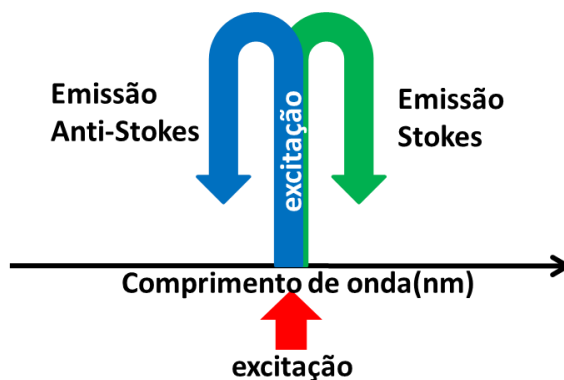 Emissão
Anti-Stokes
excitação
Emissão
Stokes
Comprimento de onda(nm)
excitação